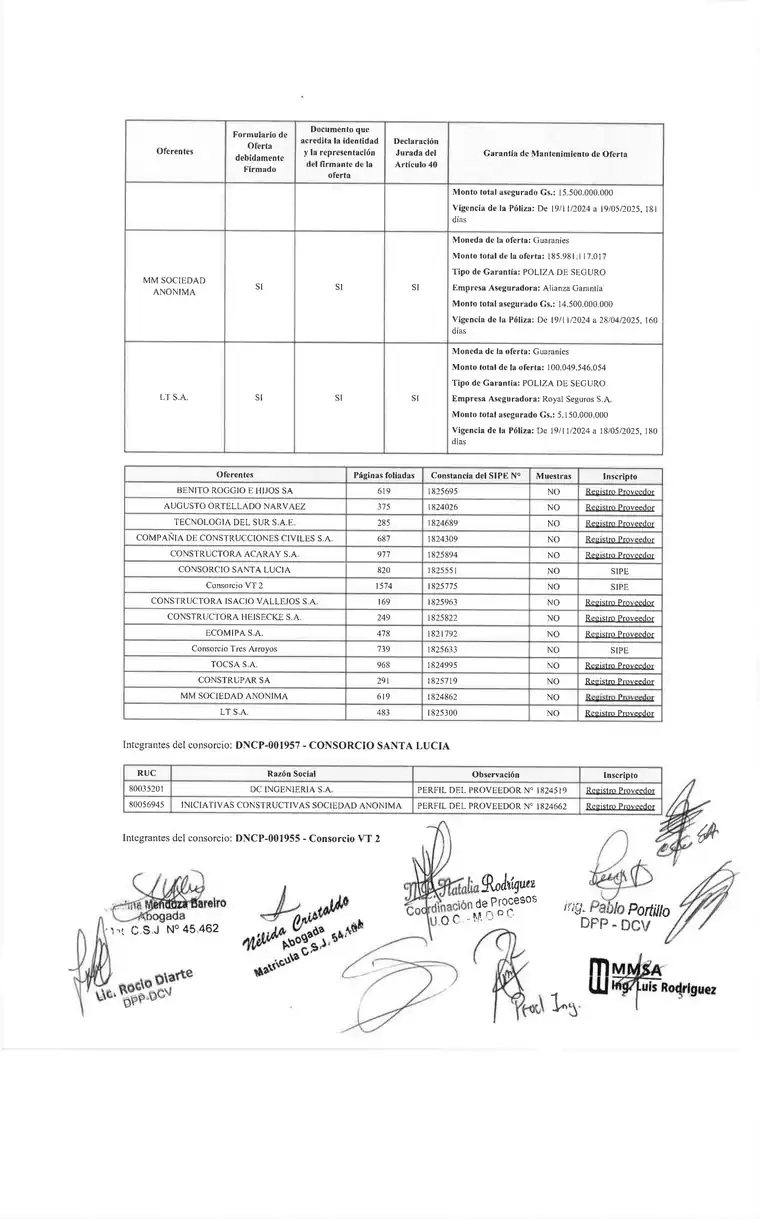 Oferentes
Formulario de Oferta debidamente Firmado
Documento que acredita la identidad y la representación del firmante de la oferta
Declaración Jurada del Artículo 40
Garantía de Mantenimiento de Oferta
Monto total asegurado Gs.: 15.500.000.000
Vigencia de la Póliza: De 19/11/2024 a 19/05/2025, 181
días
MM SOCIEDAD ANONIMA
SI
SI
SI
Moneda de la oferta: Guaraníes
Monto total de la oferta: 185.981.117.017
Tipo de Garantía: POLIZA DE SEGURO
Empresa Aseguradora: Alianza Garantía
Monto total asegurado Gs.: 14.500.000.000
Vigencia de la Póliza: De 19/11/2024 a 28/04/2025, 160
días
LT S.A.
SI
SI
SI
Moneda de la oferta: Guaraníes
Monto total de la oferta: 100.049.546.054
Tipo de Garantía: POLIZA DE SEGURO
Empresa Aseguradora: Royal Seguros S.A.
Monto total asegurado Gs.: 5.150.000.000
Vigencia de la Póliza: De 19/11/2024 a 18/05/2025, 180
días
Oferentes Páginas foliadas Constancia del SIPE N° Muestras Inscripto
BENITO ROGGIO E HIJOS SA 619 1825695 NO Registro Proveedor
AUGUSTO ORTELLADO NARVAEZ 375 1824026 NO Registro Proveedor
TECNOLOGIA DEL SUR S.A.E. 285 1824689 NO Registro Proveedor
COMPAÑIA DE CONSTRUCCIONES CIVILES S.A. 687 1824309 NO Registro Proveedor
CONSTRUCTORA ACARAY S.A. 977 1825894 NO Registro Proveedor
CONSORCIO SANTA LUCIA 820 1825551 NO SIPE
Consorcio VT 2 1574 1825775 NO SIPE
CONSTRUCTORA ISACIO VALLEJOS S.A. 169 1825963 NO Registro Proveedor
CONSTRUCTORA HEISECKE S.A. 249 1825822 NO Registro Proveedor
ECOMIPA S.A. 478 1821792 NO Registro Proveedor
Consorcio Tres Arroyos 739 1825633 NO SIPE
TOCSA S.A. 968 1824995 NO Registro Proveedor
CONSTRUPAR SA 291 1825719 NO Registro Proveedor
MM SOCIEDAD ANONIMA 619 1824862 NO Registro Proveedor
LT S.A. 483 1825300 NO Registro Proveedor
Integrantes del consorcio: DNCP-001957 - CONSORCIO SANTA LUCIA
RUC Razón Social Observación Inscripto
80035201 DC INGENIERIA S.A. PERFIL DEL PROVEEDOR N° 1824519 Registro Proveedor
80056945 INICIATIVAS CONSTRUCTIVAS SOCIEDAD ANONIMA PERFIL DEL PROVEEDOR N° 1824662 Registro Proveedor
Integrantes del consorcio: DNCP-001955 - Consorcio VT 2
Mendoza Bareiro
Abogada
C.S.J N° 45.462
Nélida Cristaldo
Abogada
Matricula C.S.J.
Natalia Rodríguez
Coordinación de Procesos
U.O.C. - M.O.P.C.
Ing. Pablo Portillo
DPP - DCV
Lic. Rocío Diarte
DPP-DCV
MMSA
Ing. Luis Rodríguez